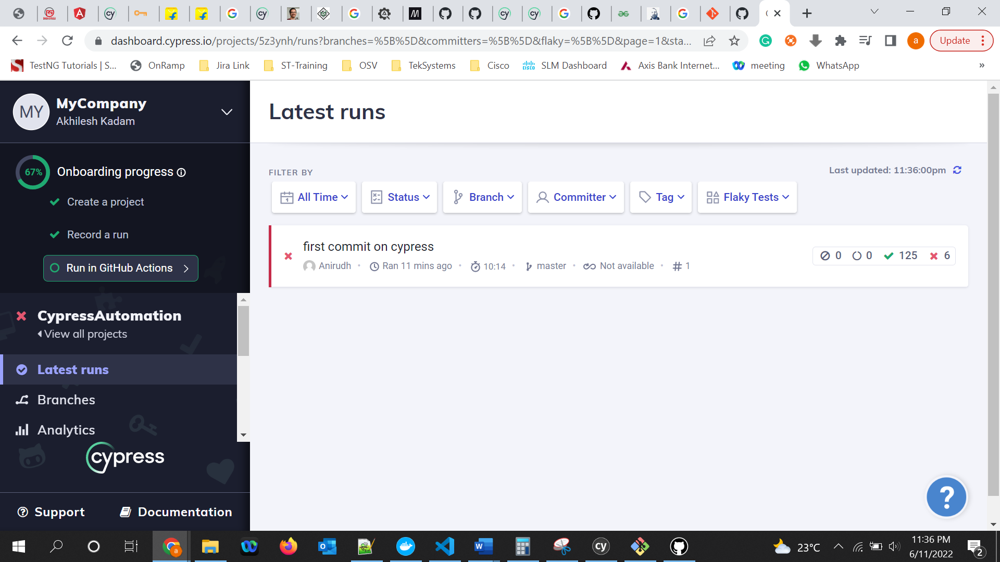 dashboard.cypress.io/projects/5z3ynh/runs?branches=%5B%5D&committers=%5B%5D&flaky=%5B%5D&page=1&sta...
a
Update
TestNG Tutorials | S...
OnRamp
Jira Link
ST-Training
OSV
TekSystems
Cisco
SLM Dashboard
Axis Bank Internet...
meeting
WhatsApp
»
MY
MyCompany
Akhilesh Kadam
67%
Onboarding progress
Create a project
Record a run
Run in GitHub Actions
CypressAutomation
View all projects
Latest runs
Branches
Analytics
cypress
Support
Documentation
Latest runs
FILTER BY
Last updated: 11:36:00pm
All Time
Status
Branch
Committer
Tag
Flaky Tests
first commit on cypress
Anirudh • Ran 11 mins ago • 10:14 • master • Not available • # 1
0 0 125 6
?
23°C
11:36 PM
6/11/2022
2